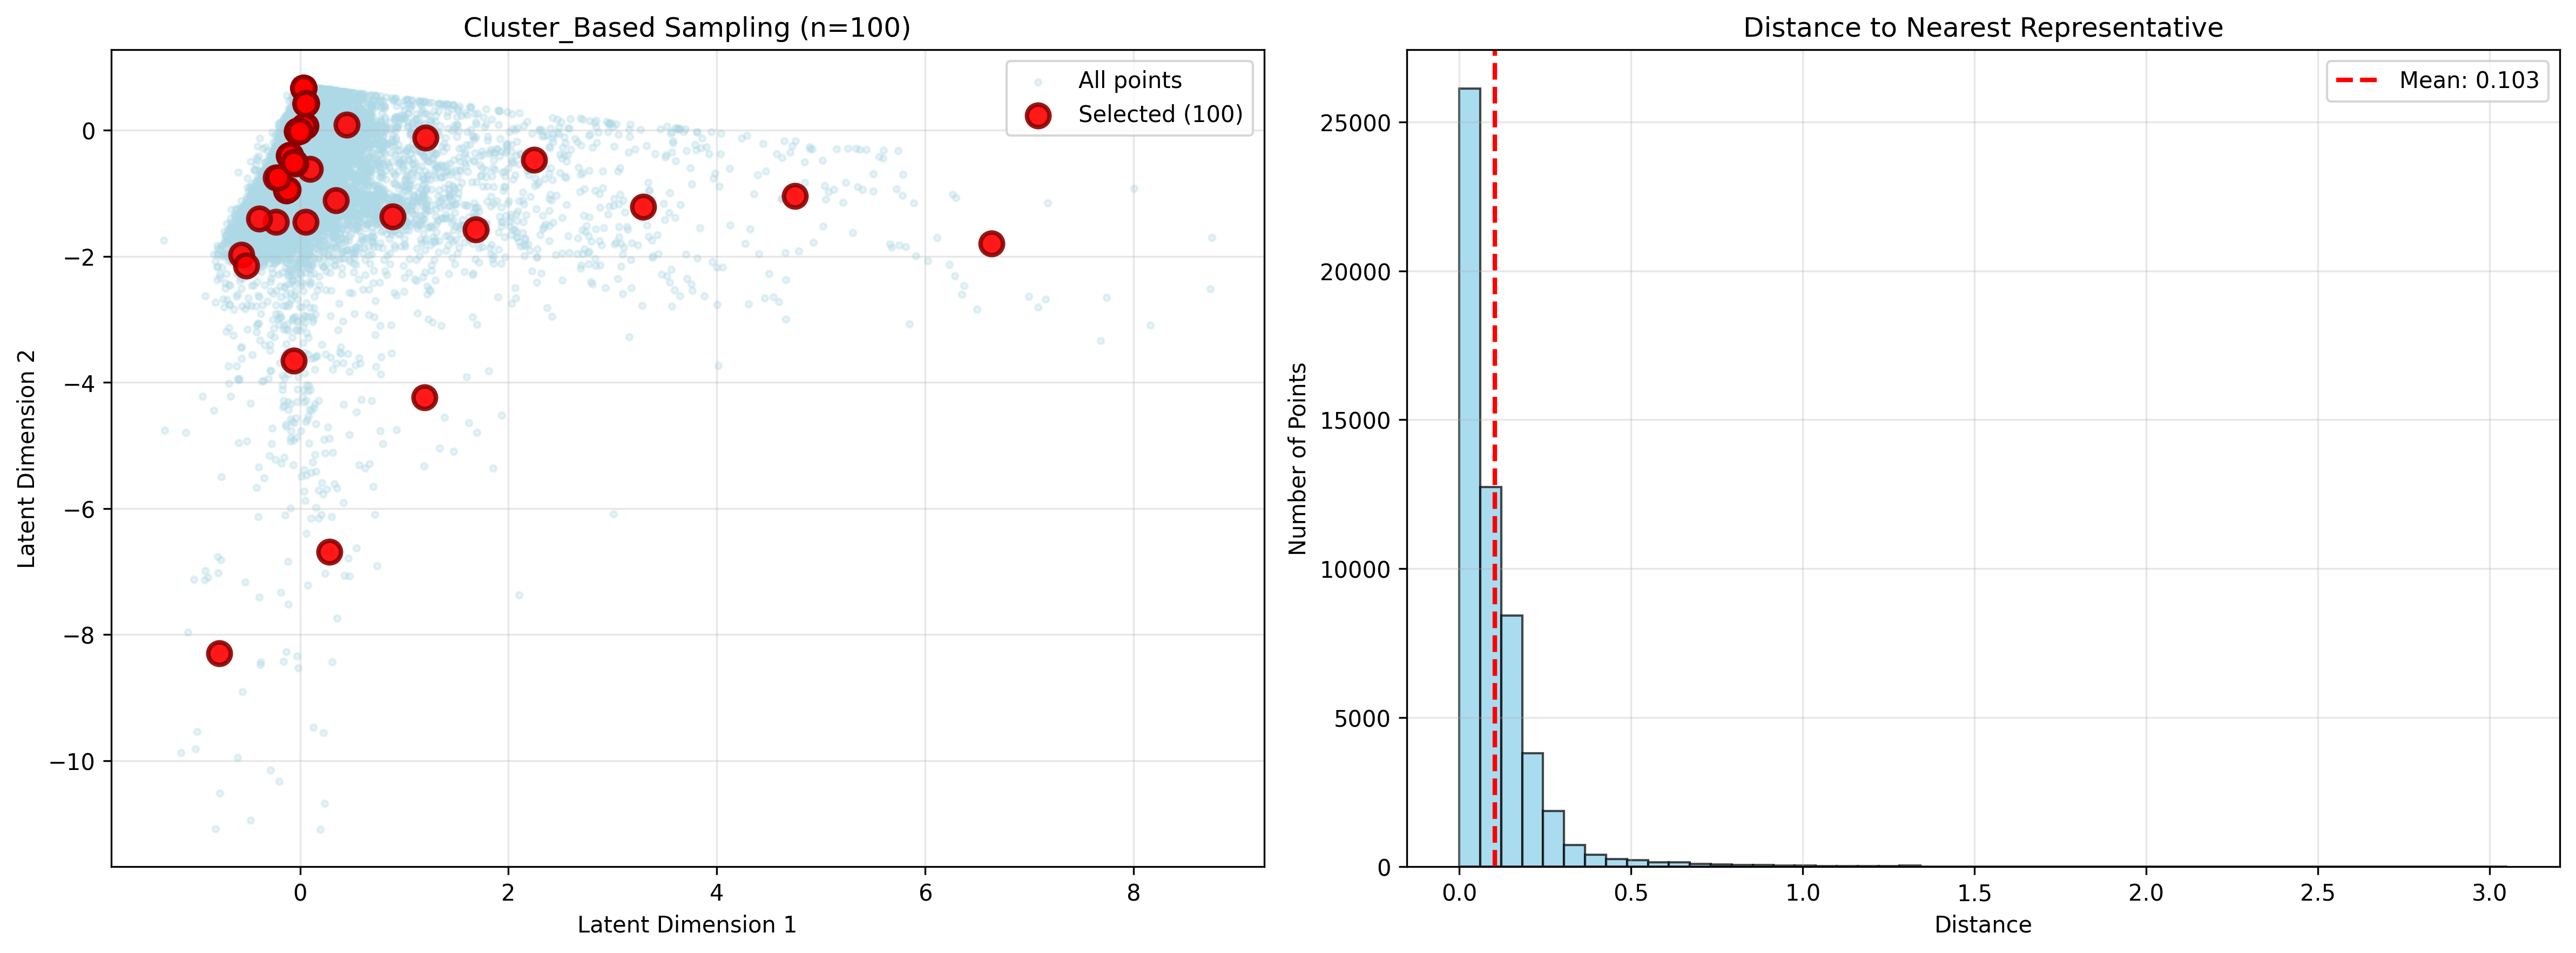 Cluster_Based Sampling (n=100)
All points
Selected (100)
0
−2
−4
−6
−8
−10
Latent Dimension 2
0
2
4
6
8
Latent Dimension 1
Distance to Nearest Representative
Mean: 0.103
25000
20000
15000
10000
5000
0
Number of Points
0.0
0.5
1.0
1.5
2.0
2.5
3.0
Distance